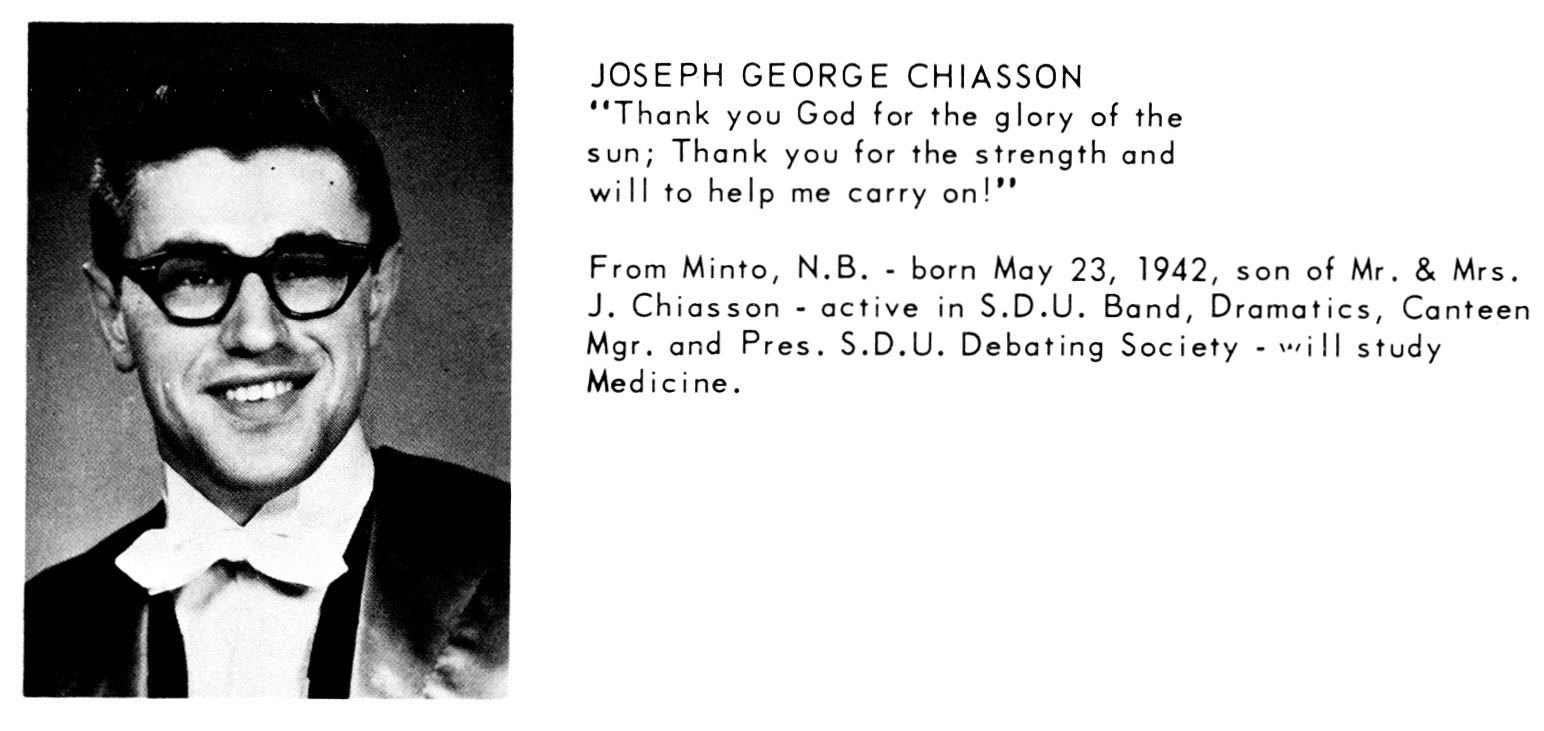 JOSEPH GEORGE CHIASSON
"Thank you God for the glory of the
sun; Thank you for the strength and
will to help me carry on!"
From Minto, N.B. - born May 23, 1942, son of Mr. & Mrs.
J. Chiasson - active in S.D.U. Band, Dramatics, Canteen
Mgr. and Pres. S.D.U. Debating Society - will study
Medicine.